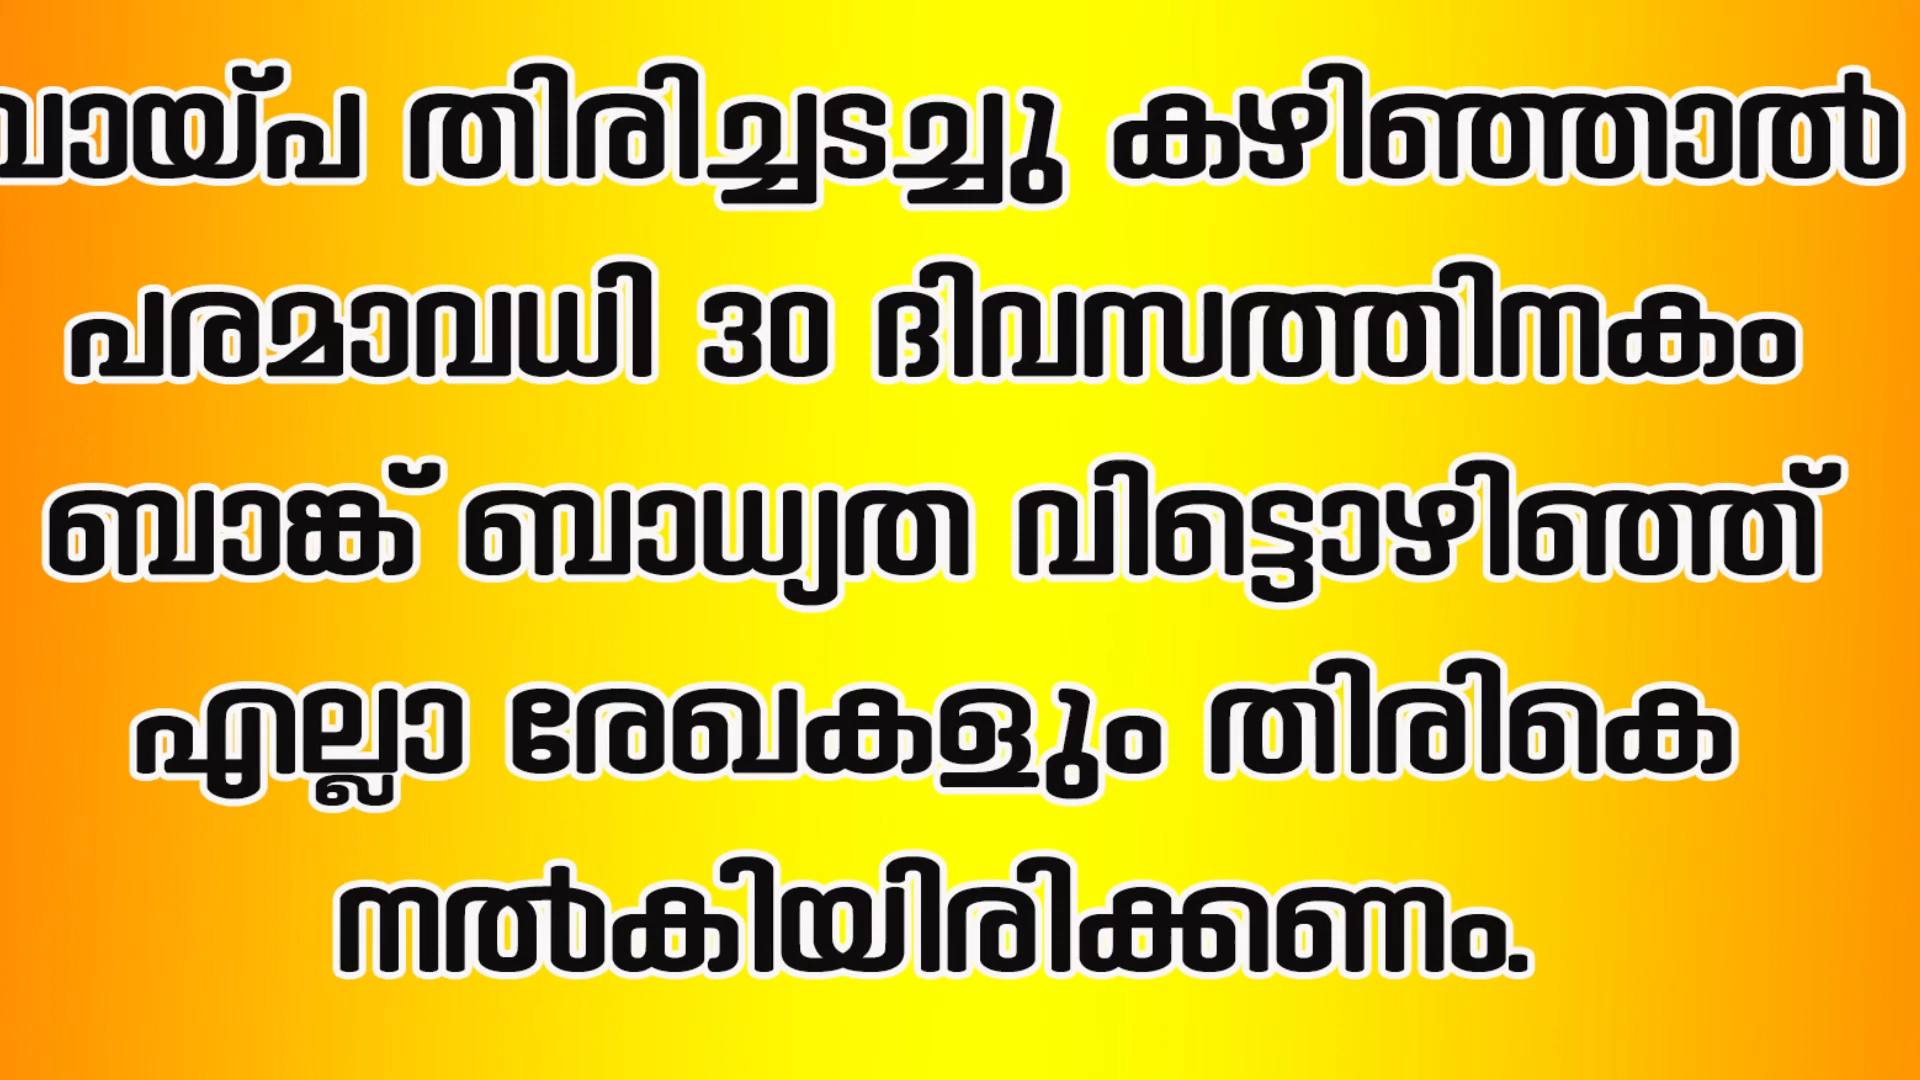 വായ്പ തിരിച്ചടച്ചു കഴിഞ്ഞാൽ
പരമാവധി 30 ദിവസത്തിനകം
ബാങ്ക് ബാധ്യത വിട്ടൊഴിഞ്ഞ്
എല്ലാ രേഖകളും തിരികെ
നൽകിയിരിക്കണം.